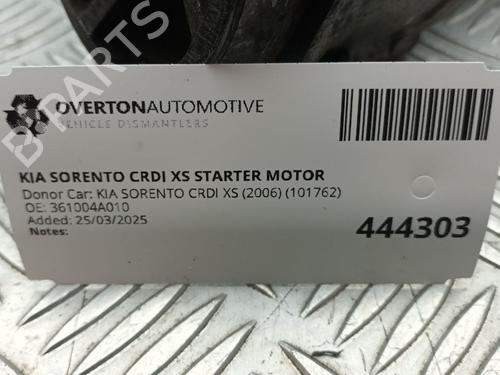 OVERTONAUTOMOTIVE
VEHICLE DISMANTLERS
B-PARTS
KIA SORENTO CRDI XS STARTER MOTOR
Donor Car: KIA SORENTO CRDI XS (2006) (101762)
OE: 361004A010
Added: 25/03/2025
Notes:
444303